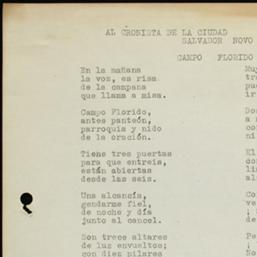 AL CRONISTA DE LA CIUDAD
SALVADOR NOVO
CAMPO FLORIDO
En la mañana
la voz, es risa
de la campana
que llama a misa.
Campo Florido,
antes panteón,
parroquia y nido
de la oración.
Tiene tres puertas
para que entreis,
están abiertas
desde las seis.
Una alcancía,
gendarme fiel,
de noche y día
junto al cancel.
Son trece altares
de luz envueltos;
con diez pilares